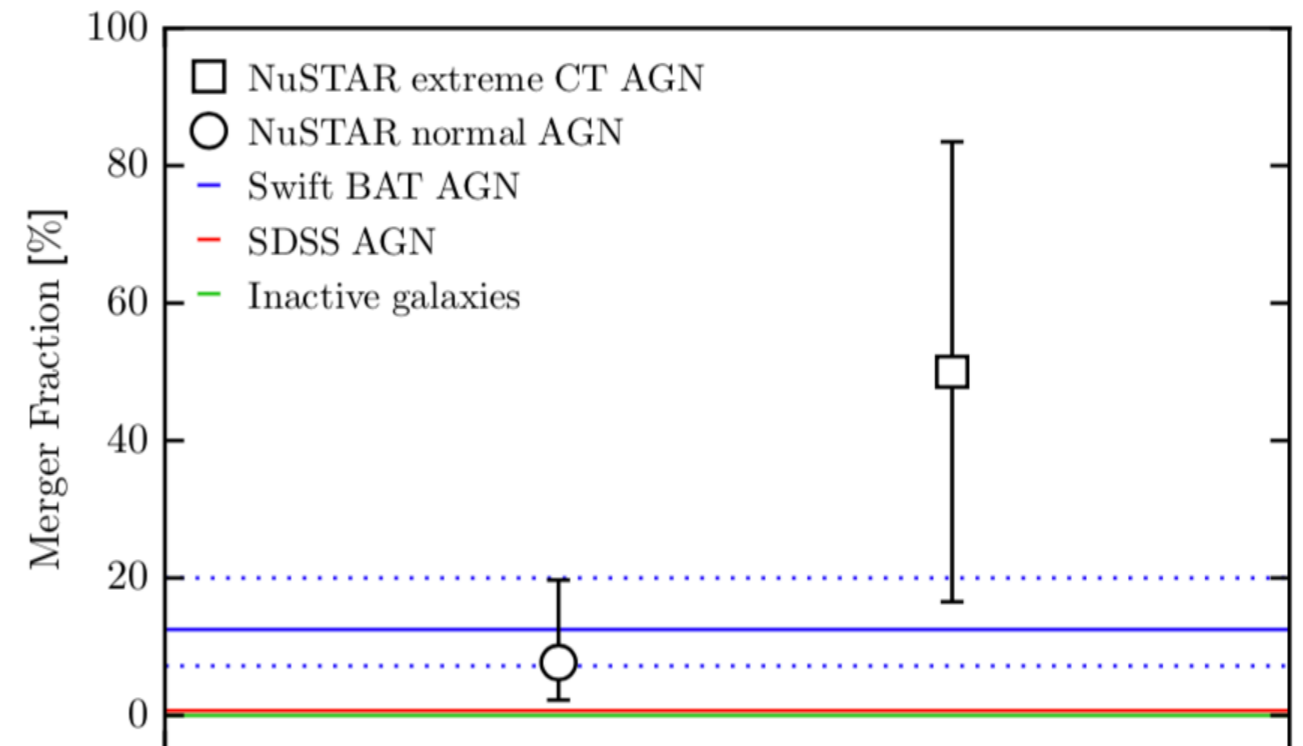 100
80
60
40
20
0
Merger Fraction [%]
NuSTAR extreme CT AGN
NuSTAR normal AGN
Swift BAT AGN
SDSS AGN
Inactive galaxies